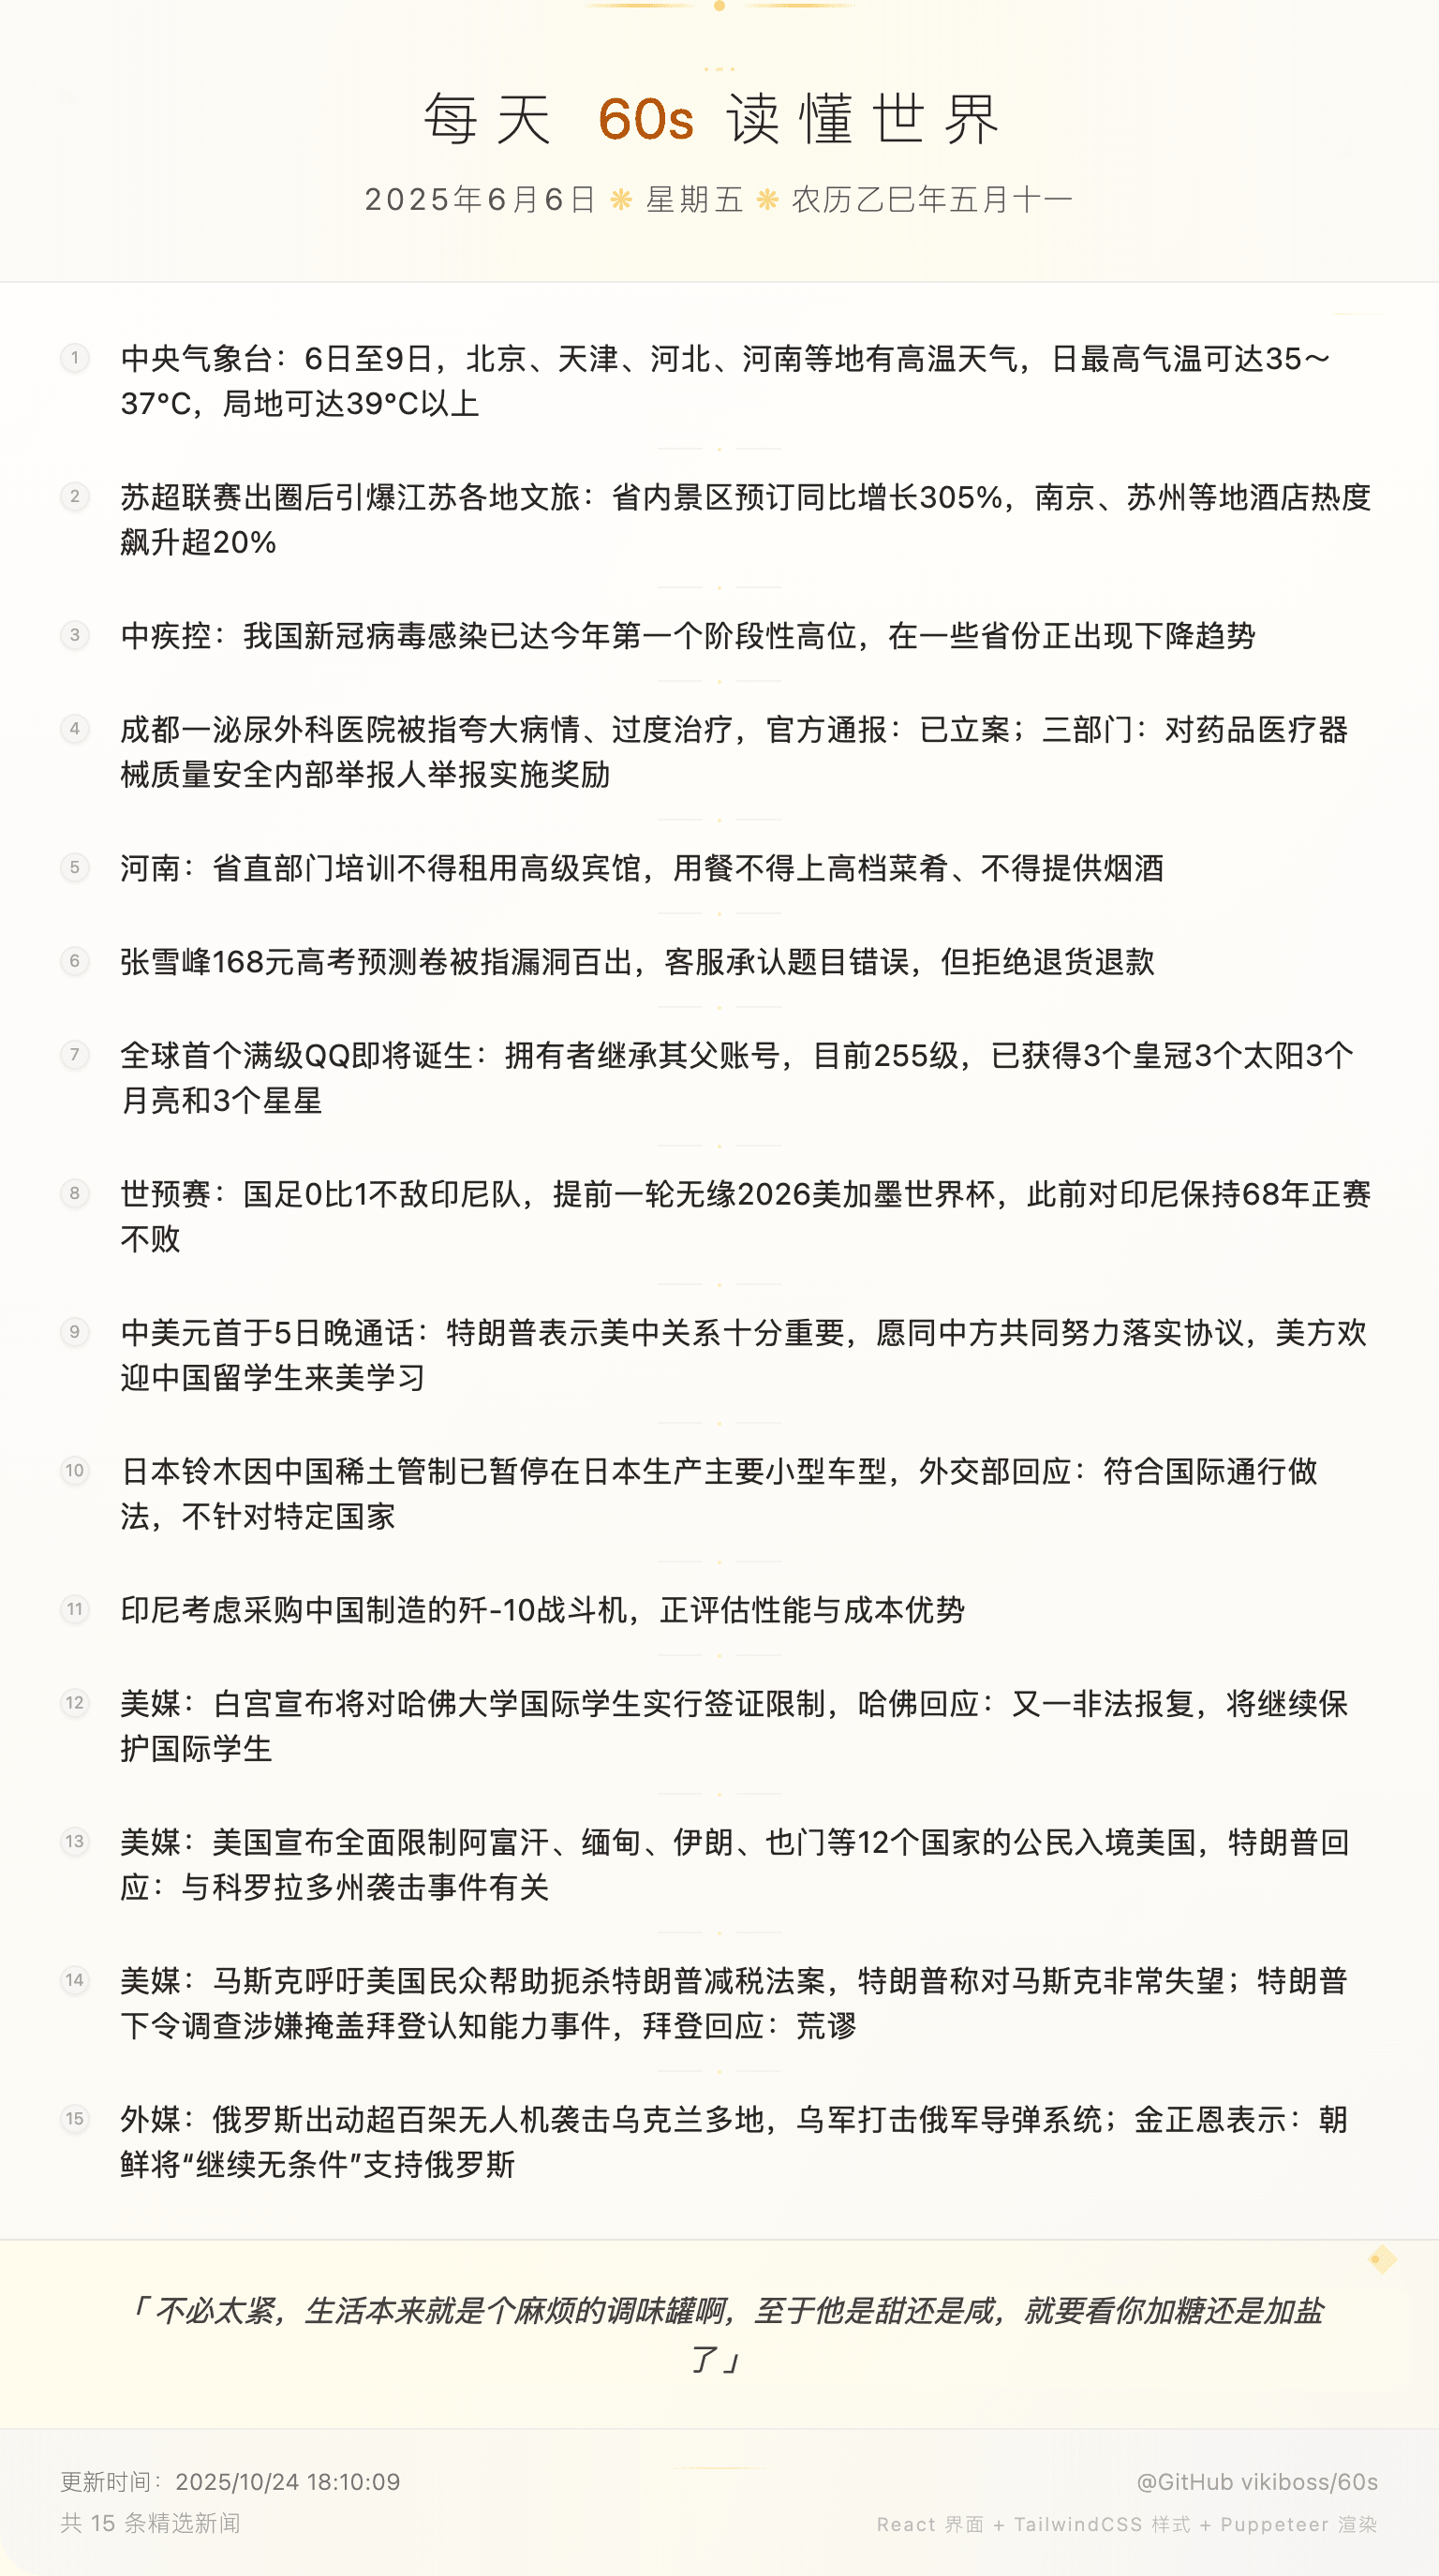 每天 60s 读懂世界
2025年6月6日 ❋ 星期五 ❋ 农历乙巳年五月十一
1 中央气象台：6日至9日，北京、天津、河北、河南等地有高温天气，日最高气温可达35～
37°C，局地可达39°C以上
2 苏超联赛出圈后引爆江苏各地文旅：省内景区预订同比增长305%，南京、苏州等地酒店热度
飙升超20%
3 中疾控：我国新冠病毒感染已达今年第一个阶段性高位，在一些省份正出现下降趋势
4 成都一泌尿外科医院被指夸大病情、过度治疗，官方通报：已立案；三部门：对药品医疗器
械质量安全内部举报人举报实施奖励
5 河南：省直部门培训不得租用高级宾馆，用餐不得上高档菜肴、不得提供烟酒
6 张雪峰168元高考预测卷被指漏洞百出，客服承认题目错误，但拒绝退货退款
7 全球首个满级QQ即将诞生：拥有者继承其父账号，目前255级，已获得3个皇冠3个太阳3个
月亮和3个星星
8 世预赛：国足0比1不敌印尼队，提前一轮无缘2026美加墨世界杯，此前对印尼保持68年正赛
不败
9 中美元首于5日晚通话：特朗普表示美中关系十分重要，愿同中方共同努力落实协议，美方欢
迎中国留学生来美学习
10 日本铃木因中国稀土管制已暂停在日本生产主要小型车型，外交部回应：符合国际通行做
法，不针对特定国家
11 印尼考虑采购中国制造的歼-10战斗机，正评估性能与成本优势
12 美媒：白宫宣布将对哈佛大学国际学生实行签证限制，哈佛回应：又一非法报复，将继续保
护国际学生
13 美媒：美国宣布全面限制阿富汗、缅甸、伊朗、也门等12个国家的公民入境美国，特朗普回
应：与科罗拉多州袭击事件有关
14 美媒：马斯克呼吁美国民众帮助扼杀特朗普减税法案，特朗普称对马斯克非常失望；特朗普
下令调查涉嫌掩盖拜登认知能力事件，拜登回应：荒谬
15 外媒：俄罗斯出动超百架无人机袭击乌克兰多地，乌军打击俄军导弹系统；金正恩表示：朝
鲜将“继续无条件”支持俄罗斯
「不必太紧，生活本来就是个麻烦的调味罐啊，至于他是甜还是咸，就要看你加糖还是加盐
了」
更新时间：2025/10/24 18:10:09
@GitHub vikiboss/60s
共 15 条精选新闻
React 界面 + TailwindCSS 样式 + Puppeteer 渲染